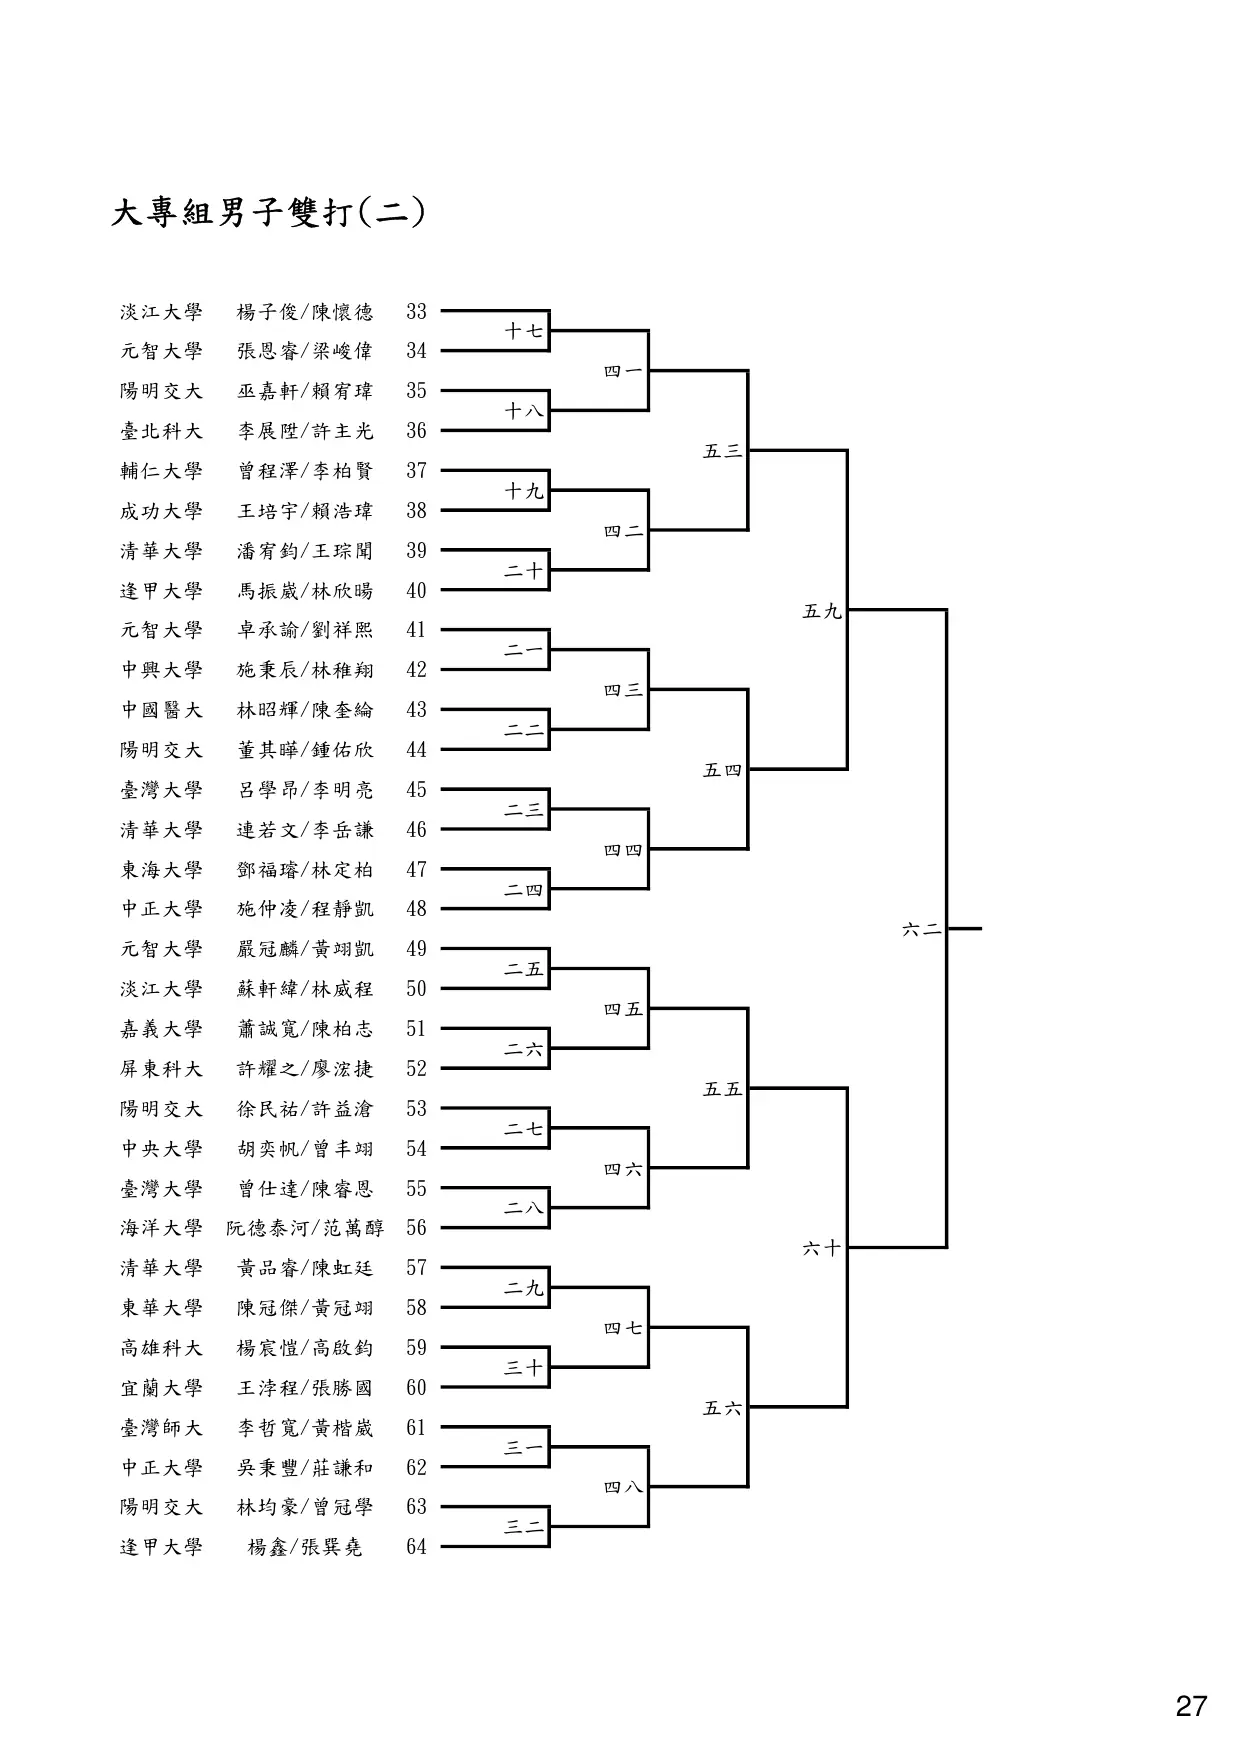 大專組男子雙打(二)
淡江大學 楊子俊/陳懷德 33
十七
元智大學 張恩睿/梁峻偉 34
四一
陽明交大 巫嘉軒/賴宥瑋 35
十八
臺北科大 李展陞/許主光 36
五三
輔仁大學 曾程澤/李柏賢 37
十九
成功大學 王培宇/賴浩瑋 38
四二
清華大學 潘宥鈞/王琮閔 39
二十
逢甲大學 馬振崴/林欣暘 40
五九
元智大學 卓承諭/劉祥熙 41
二一
中興大學 施秉辰/林稚翔 42
四三
中國醫大 林昭輝/陳奎綸 43
二二
陽明交大 董其曄/鍾佑欣 44
五四
臺灣大學 呂學昂/李明亮 45
二三
清華大學 連若文/李岳謙 46
四四
東海大學 鄧福璿/林定柏 47
二四
中正大學 施仲凌/程靜凱 48
六二
元智大學 嚴冠麟/黃翊凱 49
二五
淡江大學 蘇軒緯/林威程 50
四五
嘉義大學 蕭誠寬/陳柏志 51
二六
屏東科大 許耀之/廖浤捷 52
五五
陽明交大 徐民祐/許益滄 53
二七
中央大學 胡奕帆/曾丰翊 54
四六
臺灣大學 曾仕達/陳睿恩 55
二八
海洋大學 阮德泰河/范萬醇 56
六十
清華大學 黃品睿/陳虹廷 57
二九
東華大學 陳冠傑/黃冠翊 58
四七
高雄科大 楊宸愷/高啟鈞 59
三十
宜蘭大學 王浡程/張勝國 60
五六
臺灣師大 李哲寬/黃楷崴 61
三一
中正大學 吳秉豐/莊謙和 62
四八
陽明交大 林均豪/曾冠學 63
三二
逢甲大學 楊鑫/張巽堯 64
27